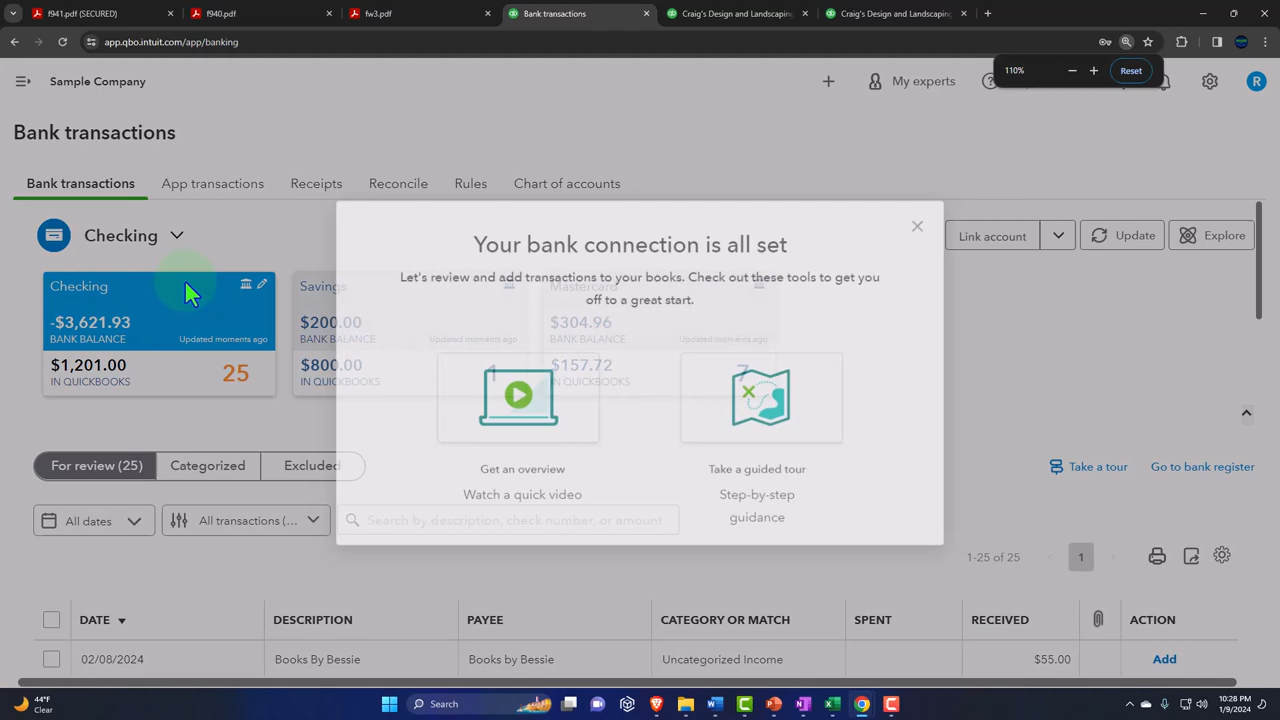 f941.pdf (SECURED)
f940.pdf
fw3.pdf
Bank transactions
Craig's Design and Landscaping
Craig's Design and Landscaping
app.qbo.intuit.com/app/banking
110%
Reset
Sample Company
My experts
R
Bank transactions
Bank transactions
App transactions
Receipts
Reconcile
Rules
Chart of accounts
Checking
Link account
Update
Explore
Your bank connection is all set
Let's review and add transactions to your books. Check out these tools to get you
off to a great start.
Checking
-$3,621.93
BANK BALANCE
Updated moments ago
$1,201.00
IN QUICKBOOKS
25
Savings
$200.00
BANK BALANCE
Updated moments ago
$800.00
IN QUICKBOOKS
1
Mastercard
$304.96
BANK BALANCE
Updated moments ago
$157.72
IN QUICKBOOKS
7
Get an overview
Watch a quick video
Take a guided tour
Step-by-step
guidance
For review (25)
Categorized
Excluded
Take a tour
Go to bank register
All dates
All transactions (...
Search by description, check number, or amount
1-25 of 25
1
DATE
DESCRIPTION
PAYEE
CATEGORY OR MATCH
SPENT
RECEIVED
ACTION
02/08/2024
Books By Bessie
Books by Bessie
Uncategorized Income
$55.00
Add
44°F
Clear
Search
10:28 PM
1/9/2024